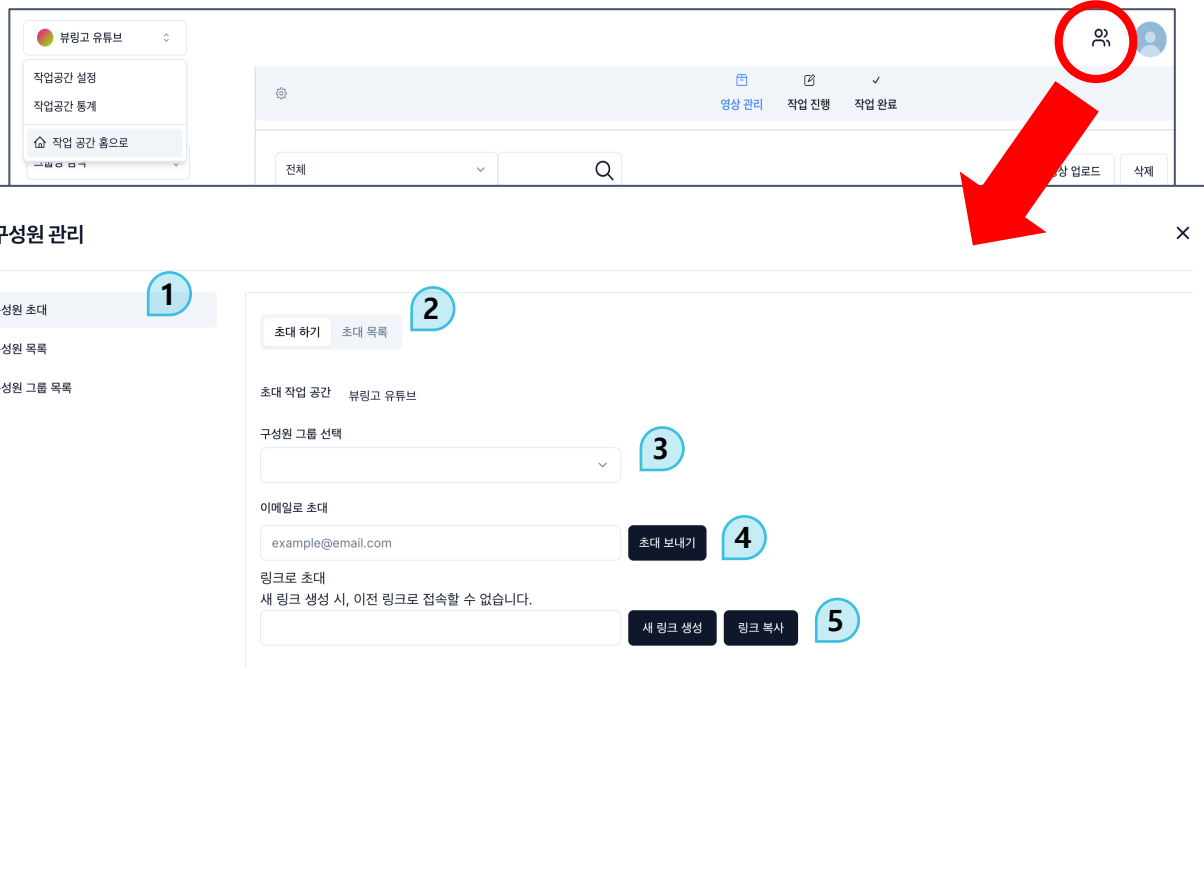 뷰링고 유튜브
작업공간 설정
작업공간 통계
작업 공간 홈으로
영상 관리
작업 진행
작업 완료
전체
업로드
삭제
구성원 관리
1
성원 초대
성원 목록
성원 그룹 목록
2
초대 하기
초대 목록
초대 작업 공간
뷰링고 유튜브
구성원 그룹 선택
3
이메일로 초대
example@email.com
초대 보내기
4
링크로 초대
새 링크 생성 시, 이전 링크로 접속할 수 없습니다.
새 링크 생성
링크 복사
5